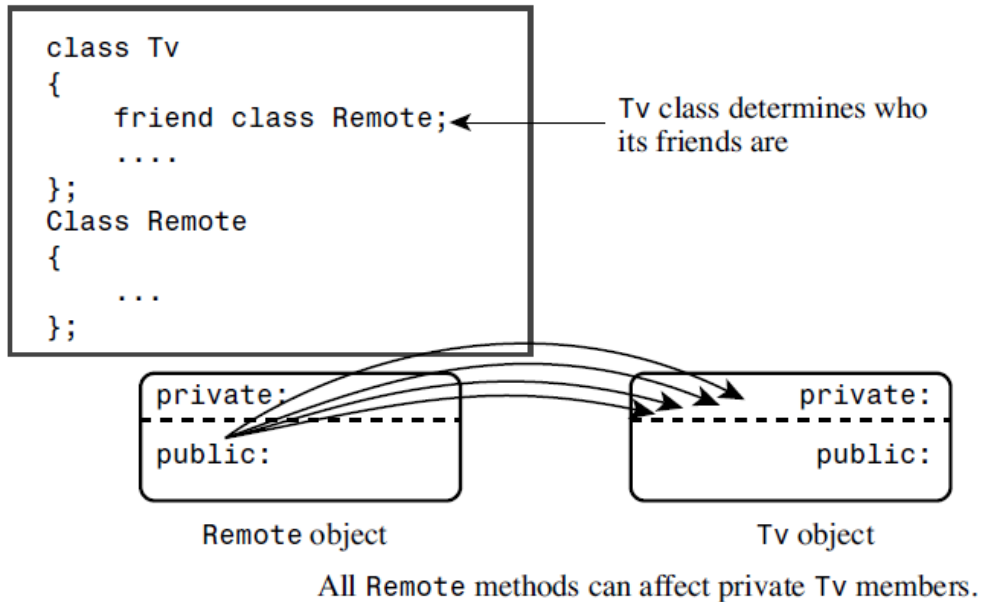 class Tv
{
friend class Remote;
....
};
Class Remote
{
...
};
Tv class determines who
its friends are
private:
public:
private:
public:
Remote object
Tv object
All Remote methods can affect private Tv members.